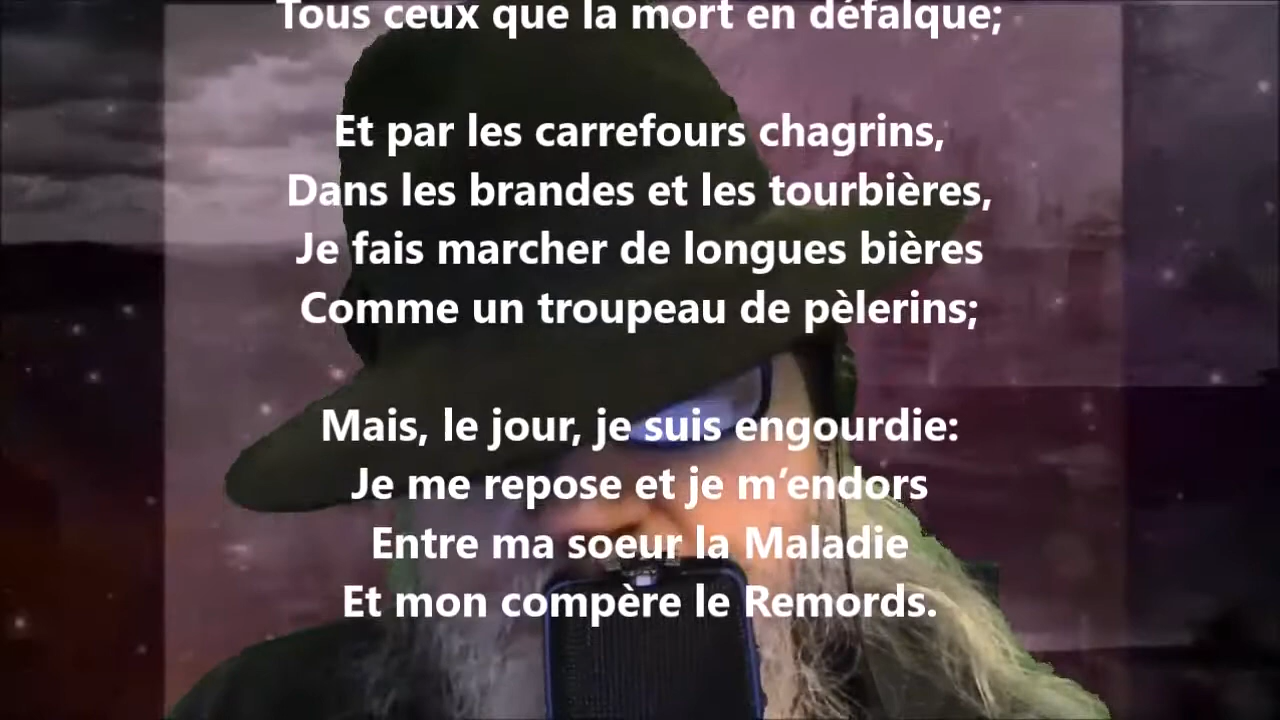 Tous ceux que la mort en défalque;
Et par les carrefours chagrins,
Dans les brandes et les tourbières,
Je fais marcher de longues bières
Comme un troupeau de pèlerins;
Mais, le jour, je suis engourdie:
Je me repose et je m’endors
Entre ma soeur la Maladie
Et mon compère le Remords.